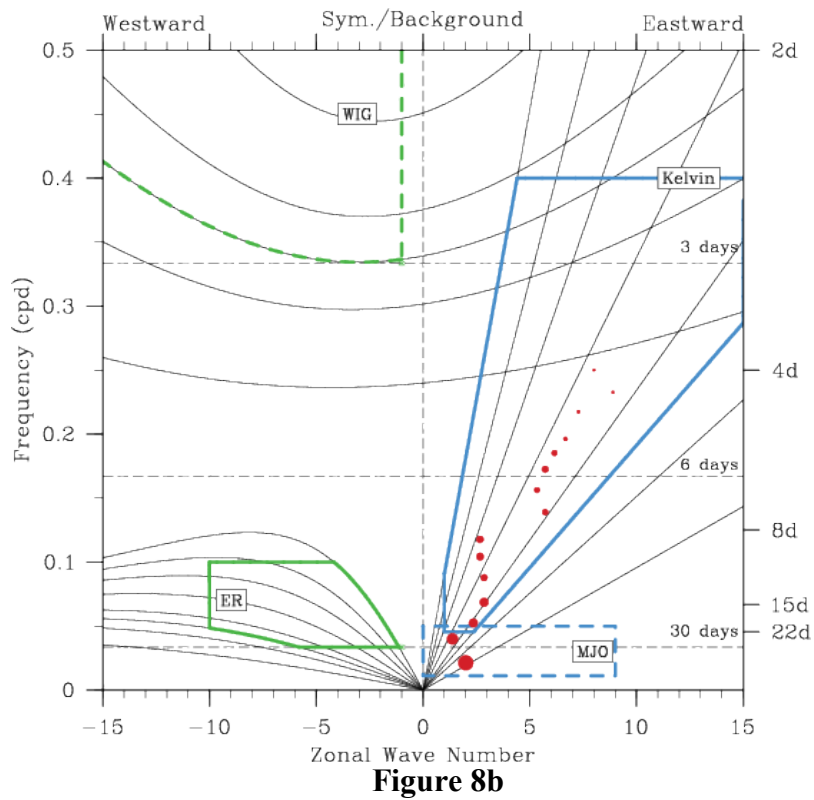 Westward Sym./Background Eastward
0.5 2d
WIG
0.4 Kelvin
3 days
0.3
4d
Frequency (cpd)
0.2
6 days
8d
0.1
ER 15d
30 days 22d
MJO
0
−15 −10 −5 0 5 10 15
Zonal Wave Number
Figure 8b